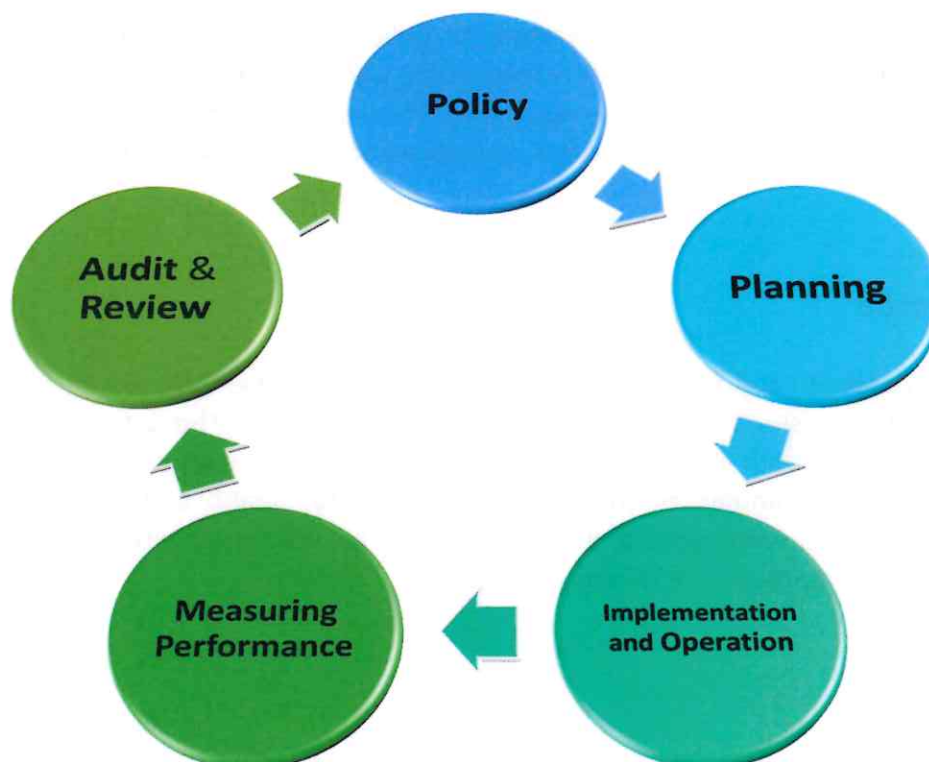 Policy
Planning
Implementation
and Operation
Measuring
Performance
Audit &
Review